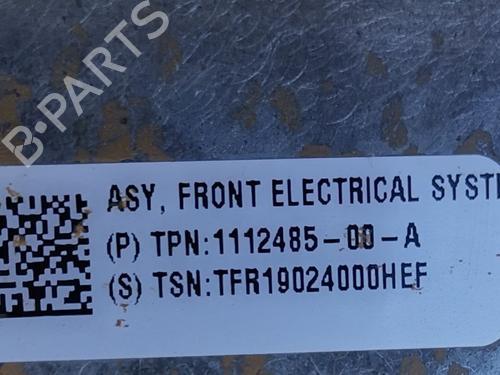 B-PARTS
ASY, FRONT ELECTRICAL SYST
(P) TPN:1112485-00-A
(S) TSN:TFR19024000HEF